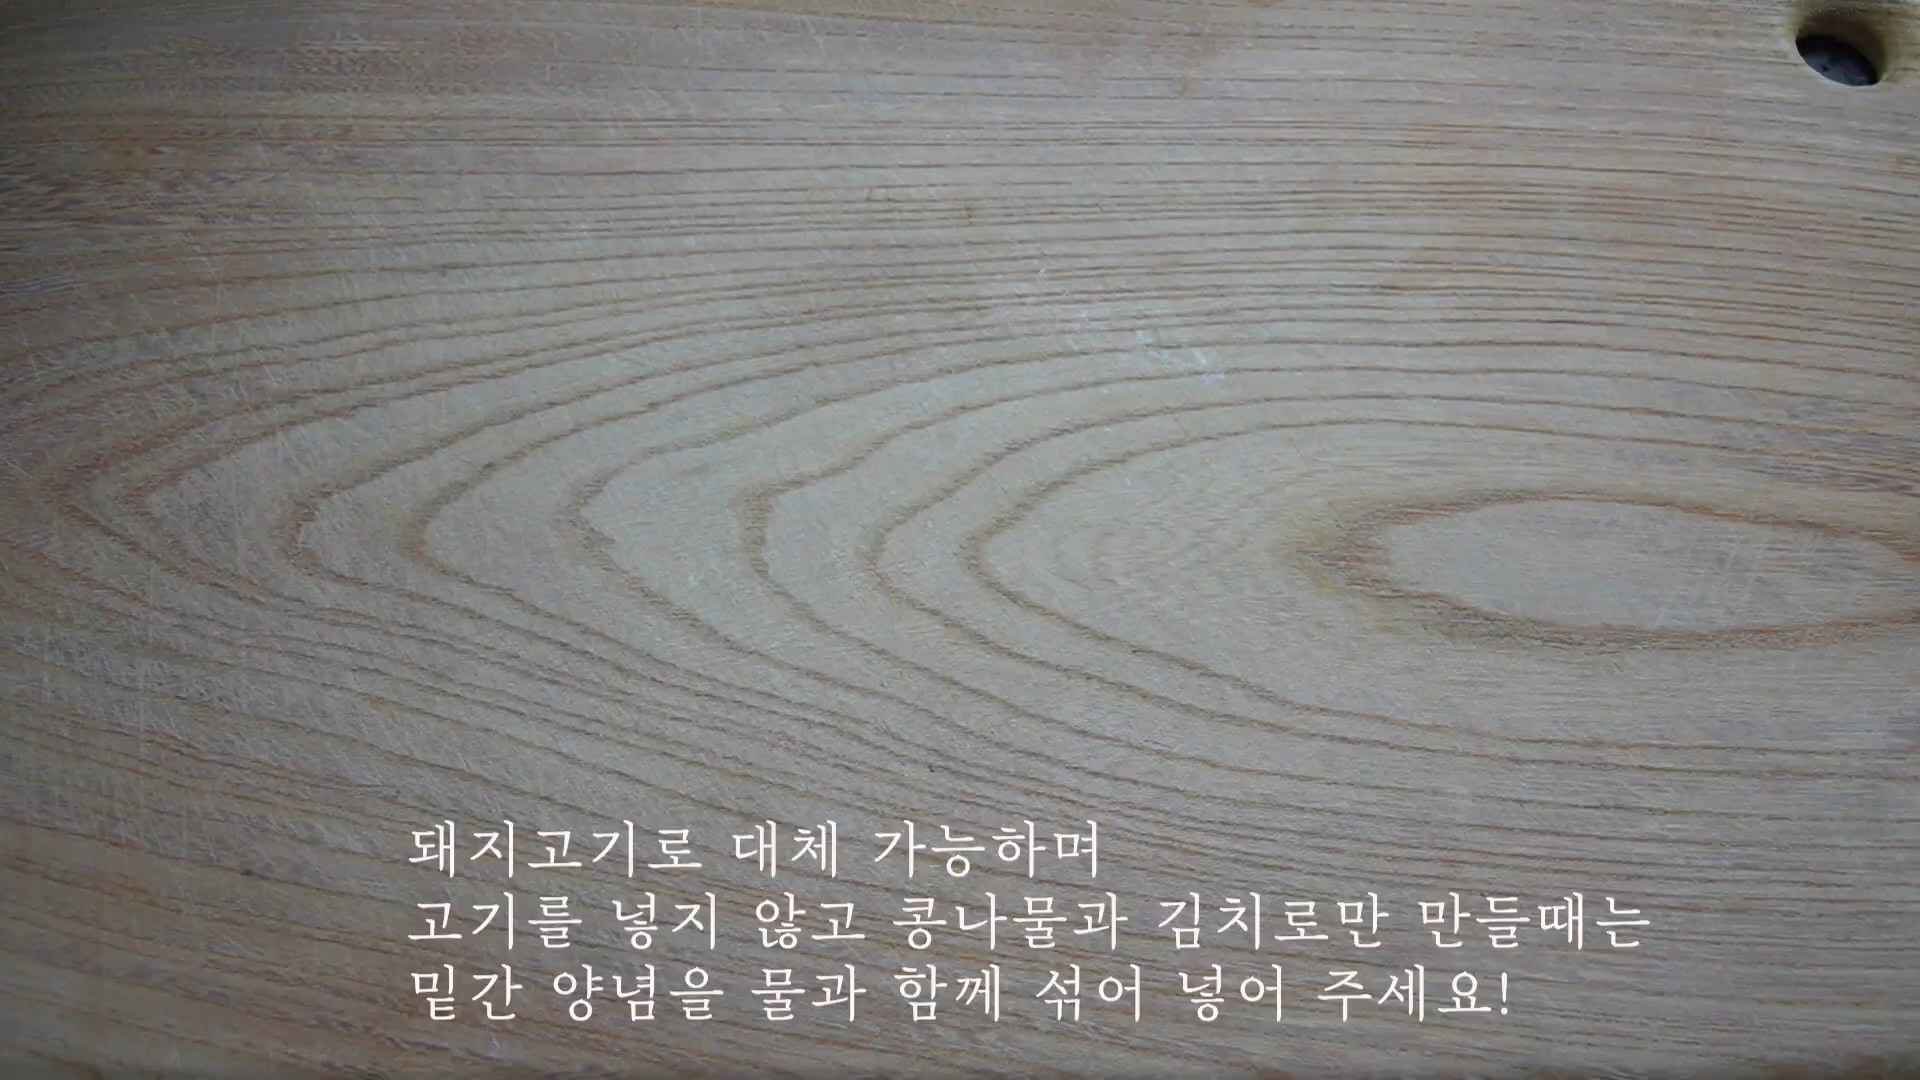 돼지고기로 대체 가능하며
고기를 넣지 않고 콩나물과 김치로만 만들때는
밑간 양념을 물과 함께 섞어 넣어 주세요!